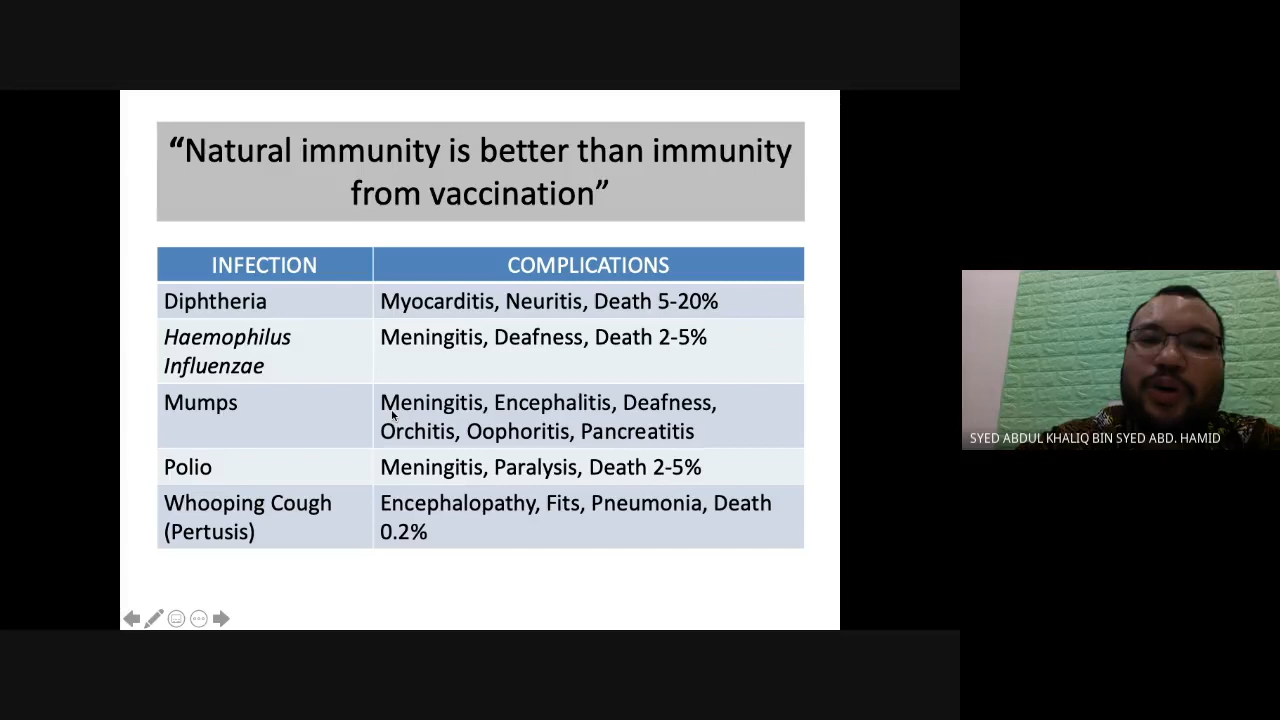 “Natural immunity is better than immunity
from vaccination”
INFECTION COMPLICATIONS
Diphtheria Myocarditis, Neuritis, Death 5-20%
Haemophilus Meningitis, Deafness, Death 2-5%
Influenzae
Mumps Meningitis, Encephalitis, Deafness,
Orchitis, Oophoritis, Pancreatitis
Polio Meningitis, Paralysis, Death 2-5%
Whooping Cough Encephalopathy, Fits, Pneumonia, Death
(Pertusis) 0.2%
SYED ABDUL KHALIQ BIN SYED ABD. HAMID